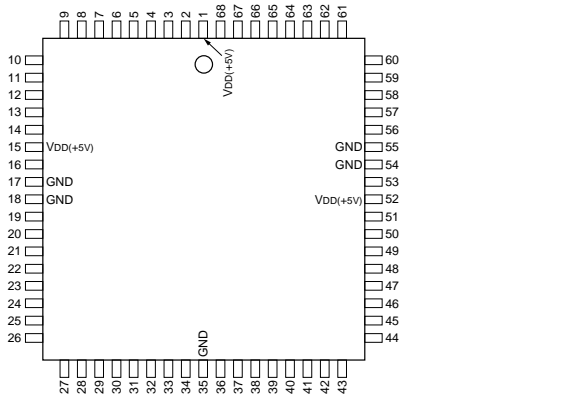 9 8 7 6 5 4 3 2 1 68 67 66 65 64 63 62 61
VDD(+5V)
10 60
11 59
12 58
13 57
14 56
15 VDD(+5V) GND 55
16 GND 54
17 GND 53
18 GND VDD(+5V) 52
19 51
20 50
21 49
22 48
23 47
24 46
25 45
26 44
GND
27 28 29 30 31 32 33 34 35 36 37 38 39 40 41 42 43